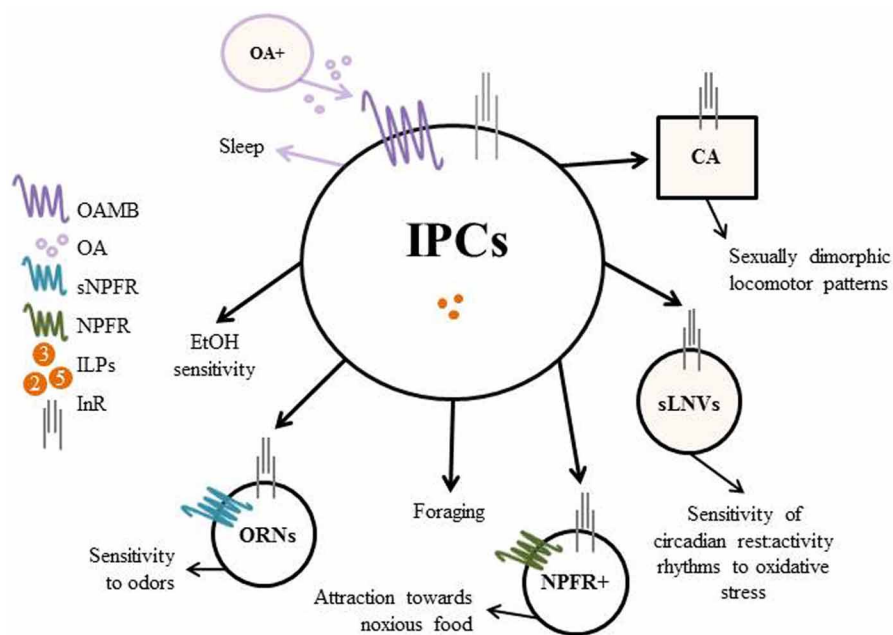 OA+
Sleep
CA
IPCs
OAMB
OA
sNPFR
NPFR
3
2
5
ILPs
InR
Sexually dimorphic
locomotor patterns
EtOH
sensitivity
sLNVs
ORNs
Sensitivity
to odors
Foraging
NPFR+
Attraction towards
noxious food
Sensitivity of
circadian rest:activity
rhythms to oxidative
stress